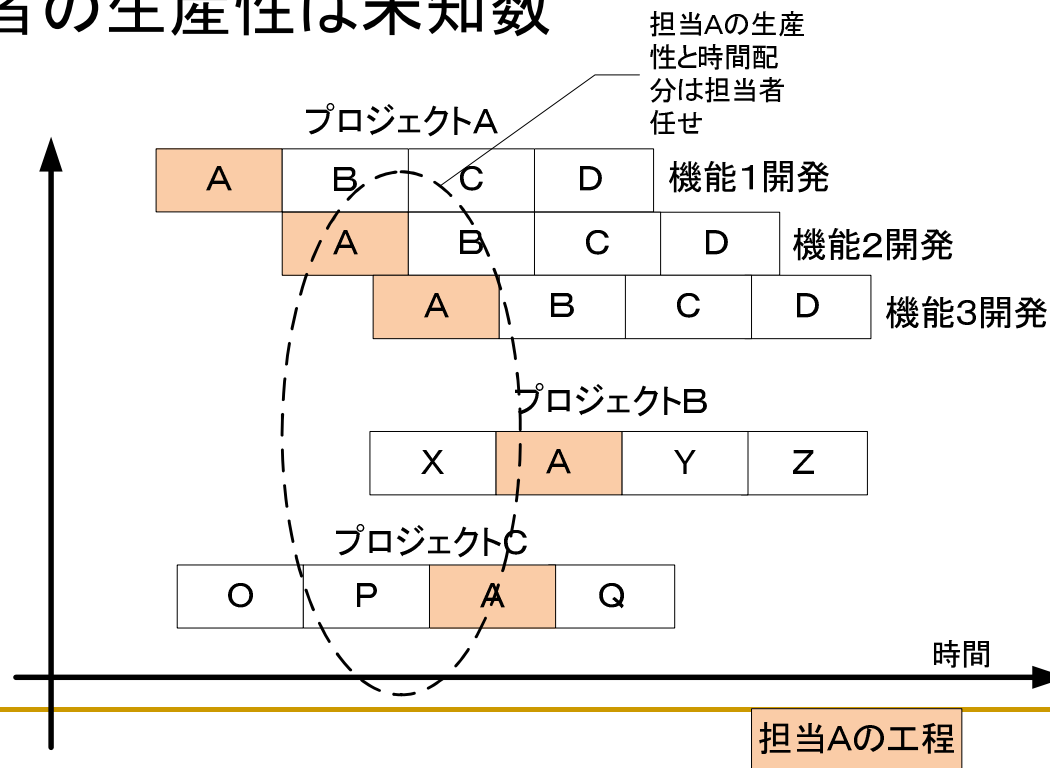 者の生産性は未知数
担当Aの生産
性と時間配
分は担当者
任せ
プロジェクトA
A B C D 機能1開発
A B C D 機能2開発
A B C D 機能3開発
プロジェクトB
X A Y Z
プロジェクトC
O P A Q
時間
担当Aの工程